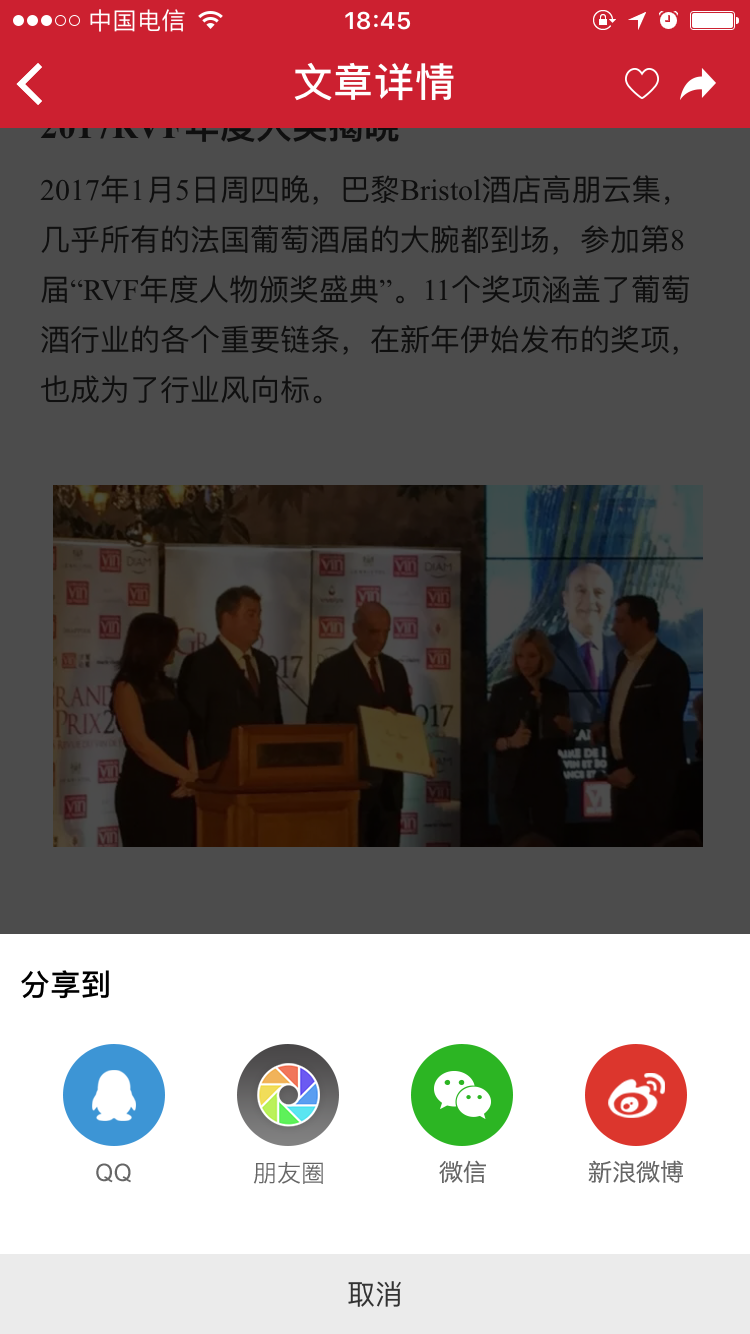 中国电信
18:45
文章详情
2017RVF年度大奖揭晓
2017年1月5日周四晚，巴黎Bristol酒店高朋云集，
几乎所有的法国葡萄酒届的大腕都到场，参加第8
届“RVF年度人物颁奖盛典”。11个奖项涵盖了葡萄
酒行业的各个重要链条，在新年伊始发布的奖项，
也成为了行业风向标。
分享到
QQ
朋友圈
微信
新浪微博
取消